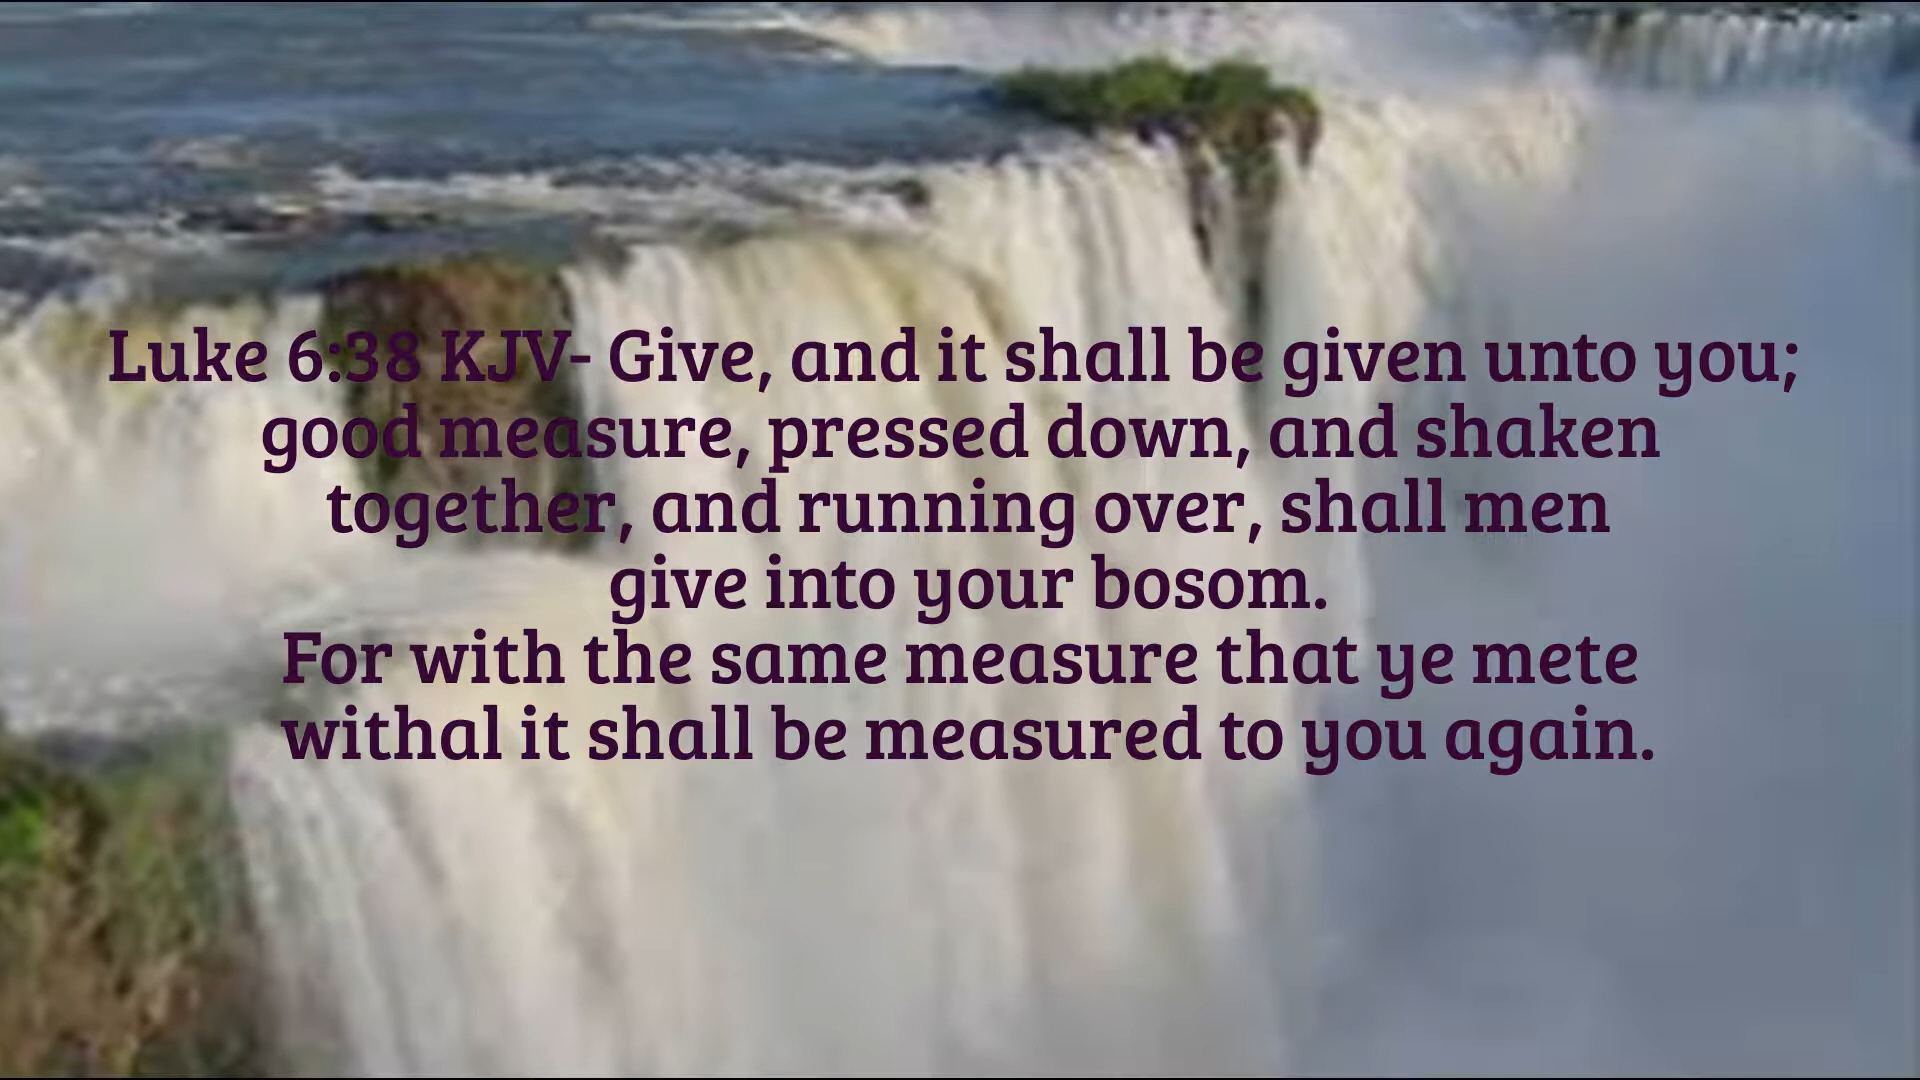 Luke 6:38 KJV- Give, and it shall be given unto you;
good measure, pressed down, and shaken
together, and running over, shall men
give into your bosom.
For with the same measure that ye mete
withal it shall be measured to you again.